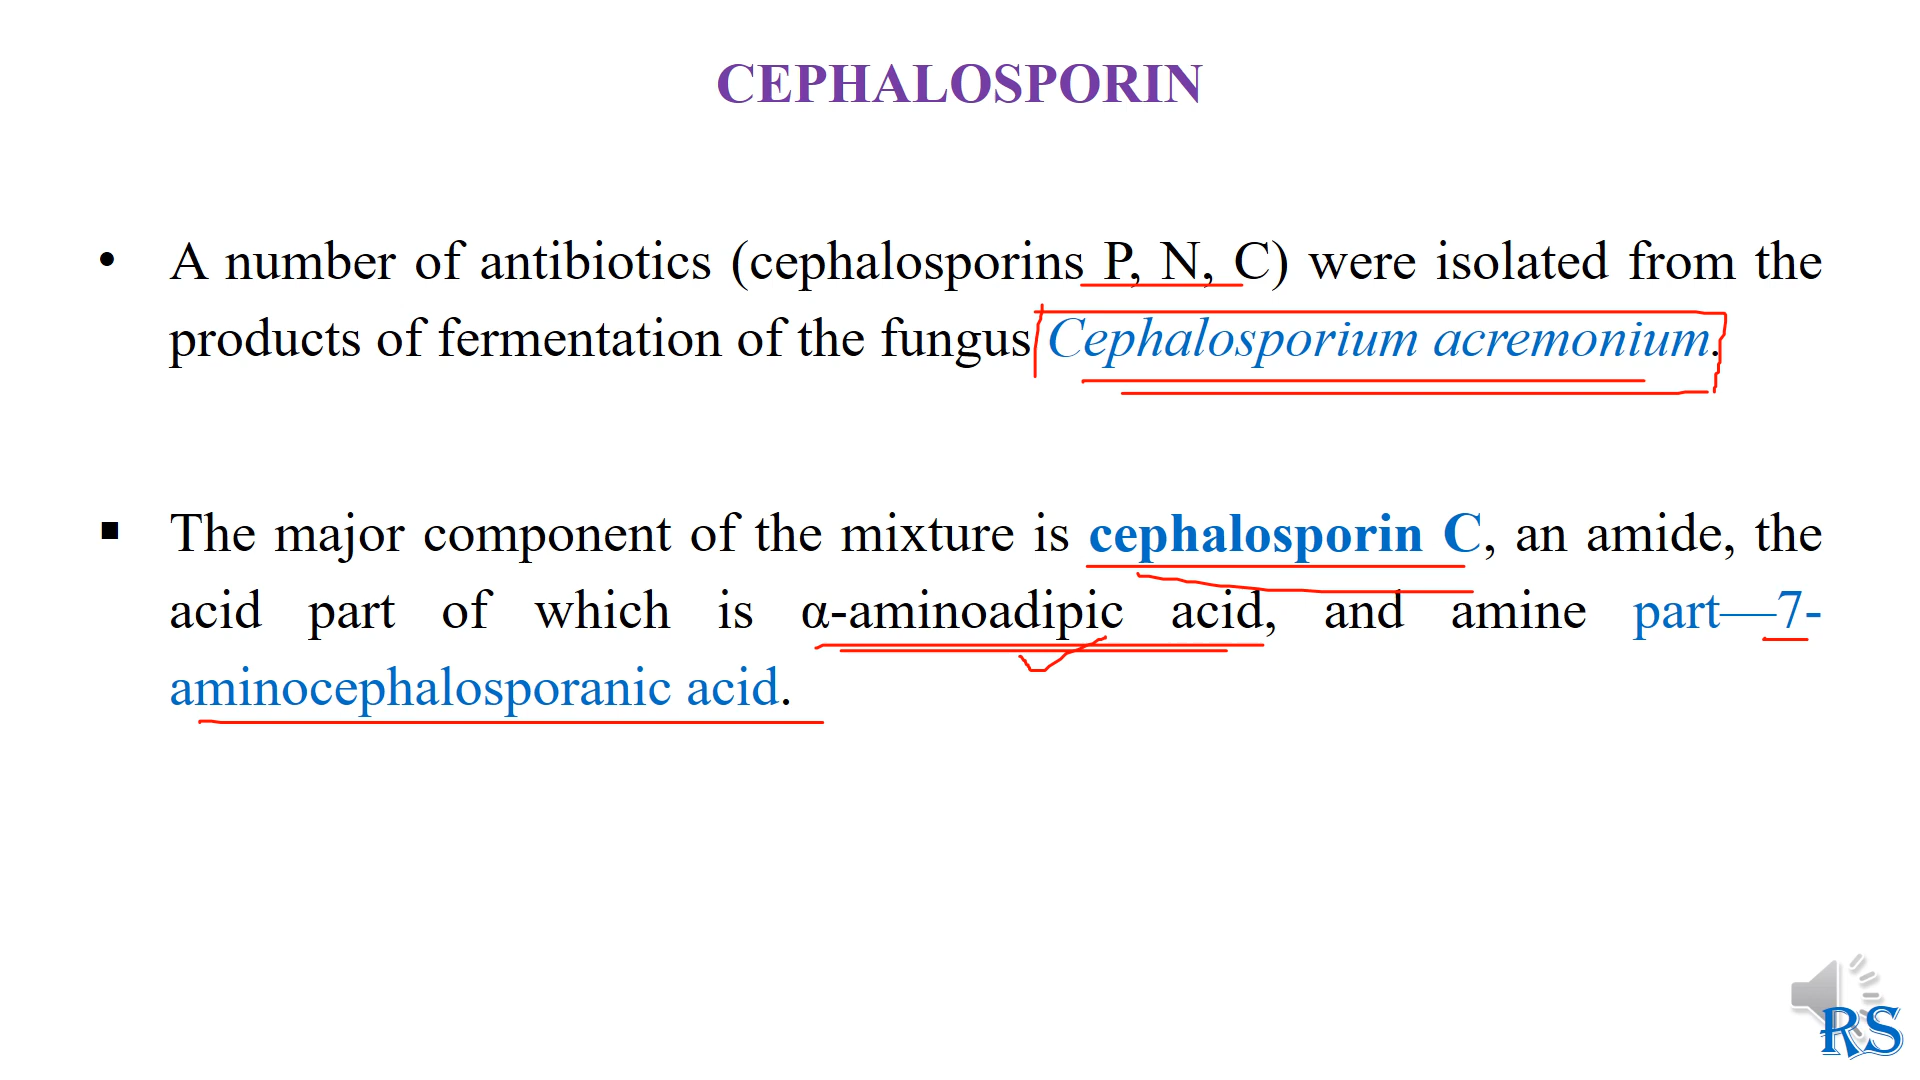 CEPHALOSPORIN
• A number of antibiotics (cephalosporins P, N, C) were isolated from the
products of fermentation of the fungus Cephalosporium acremonium.
▪ The major component of the mixture is cephalosporin C, an amide, the
acid part of which is α-aminoadipic acid, and amine part—7-
aminocephalosporanic acid.
RS